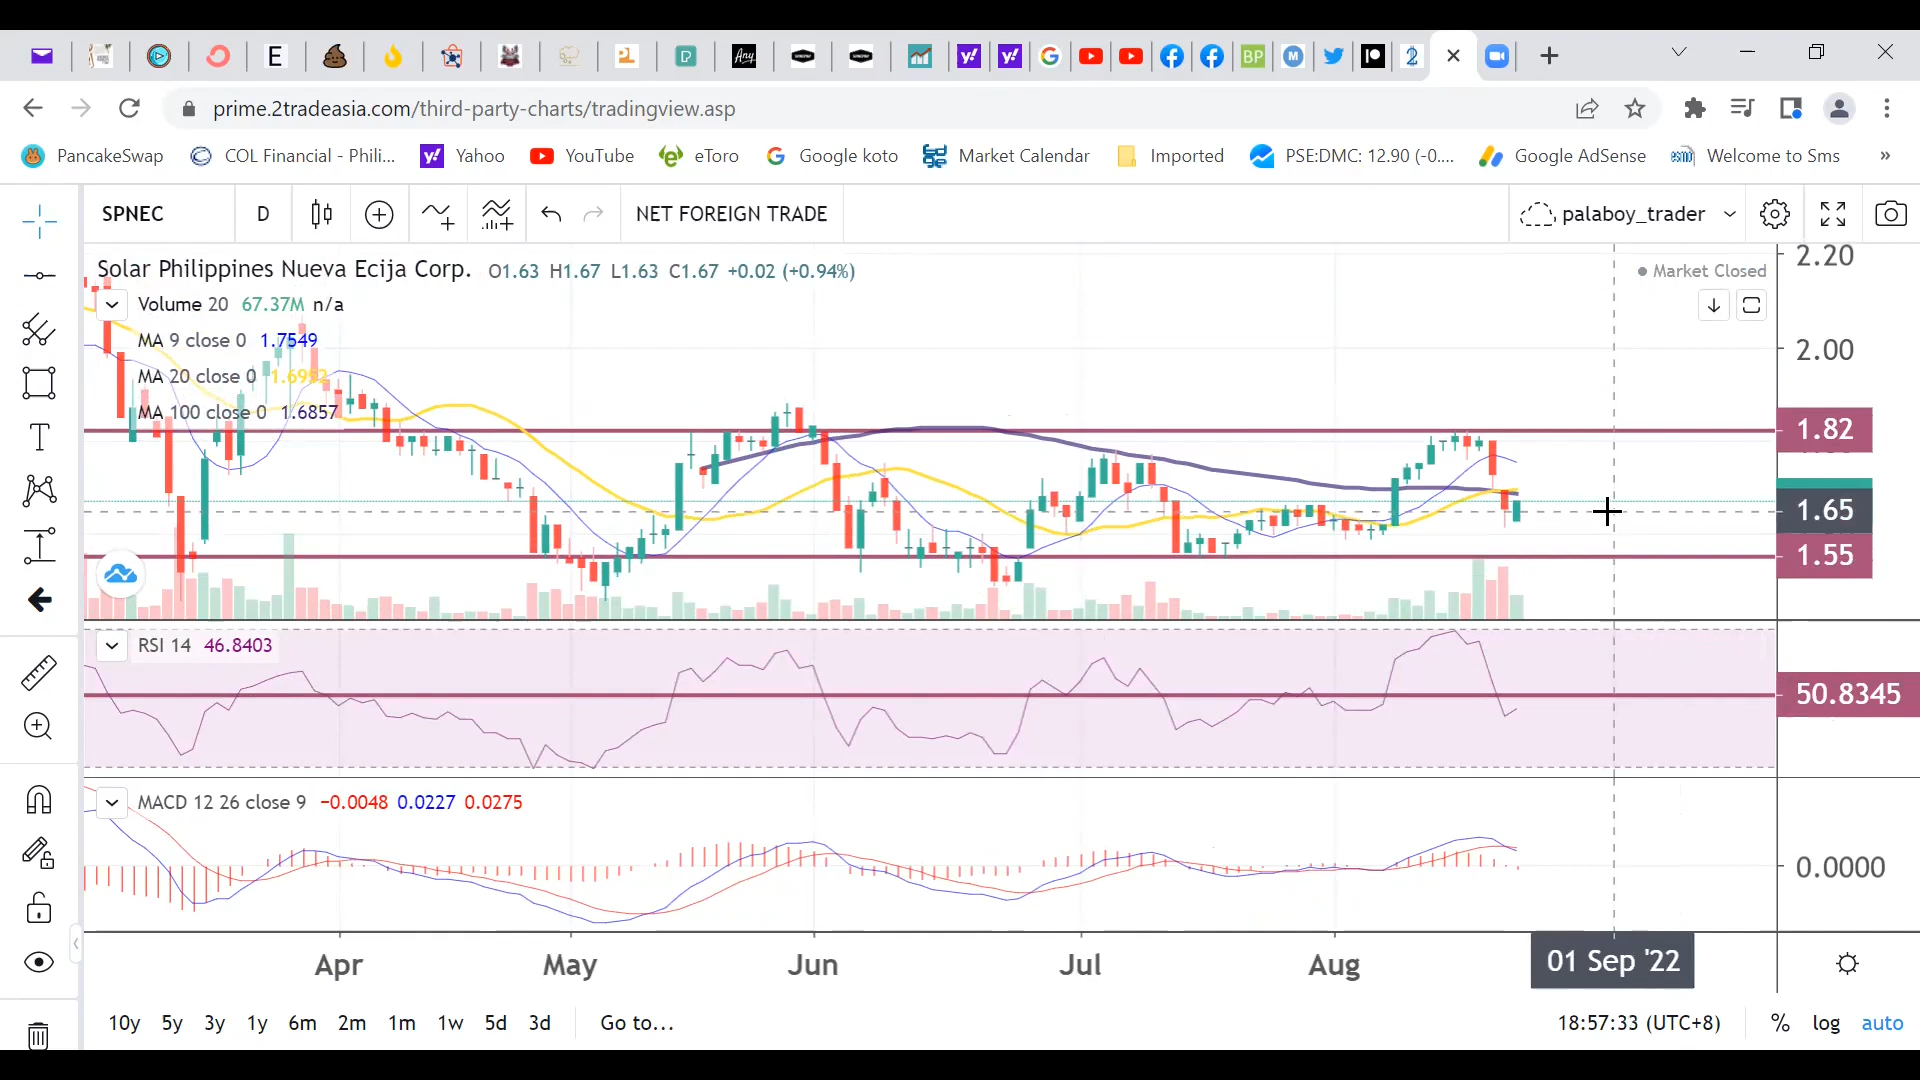 E
Any
BP
prime.2tradeasia.com/third-party-charts/tradingview.asp
PancakeSwap COL Financial - Phili... Yahoo YouTube eToro Google koto Market Calendar Imported PSE:DMC: 12.90 (-0.... Google AdSense Welcome to Sms »
SPNEC D NET FOREIGN TRADE palaboy_trader
Solar Philippines Nueva Ecija Corp. O1.63 H1.67 L1.63 C1.67 +0.02 (+0.94%) Market Closed
Volume 20 67.37M n/a
MA 9 close 0 1.7549
MA 20 close 0 1.6952
MA 100 close 0 1.6857
2.20
2.00
1.82
1.65
1.55
RSI 14 46.8403
50.8345
MACD 12 26 close 9 −0.0048 0.0227 0.0275
0.0000
Apr May Jun Jul Aug 01 Sep '22
10y 5y 3y 1y 6m 2m 1m 1w 5d 3d Go to... 18:57:33 (UTC+8) % log auto